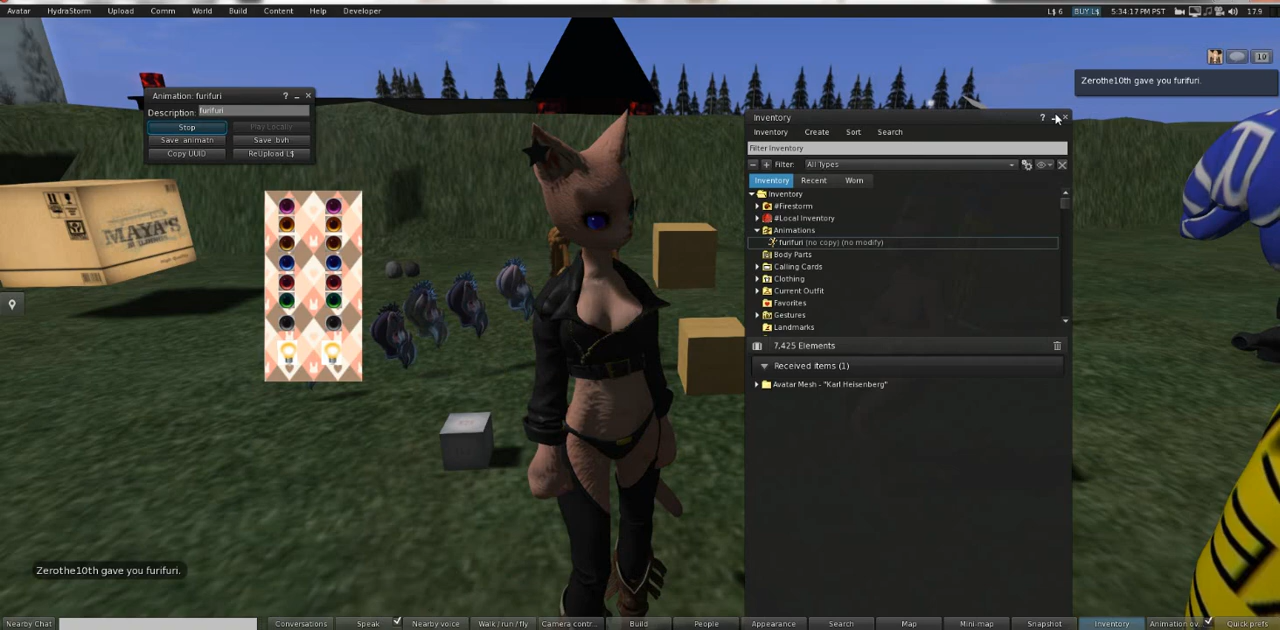 Avatar HydraStorm Upload Comm World Build Content Help Developer
L$ 6 BUY L$ 5:34:17 PM PST 17.9
19
Zerothe10th gave you furifuri.
Animation: furifuri ? _ ×
Description: furifuri
Stop Play Locally
Save .animatn Save .bvh
Copy UUID ReUpload L$
MAYA'S
Inventory ? ×
Inventory Create Sort Search
Filter Inventory
Filter: All Types
Inventory Recent Worn
Inventory
#Firestorm
#Local Inventory
Animations
furifuri (no copy) (no modify)
Body Parts
Calling Cards
Clothing
Current Outfit
Favorites
Gestures
Landmarks
7,425 Elements
Received items (1)
Avatar Mesh - "Karl Heisenberg"
Zerothe10th gave you furifuri.
Nearby Chat Conversations Speak Nearby voice Walk / run / fly Camera contr... Build People Appearance Search Map Mini-map Snapshot Inventory Animation ov... Quick prefs